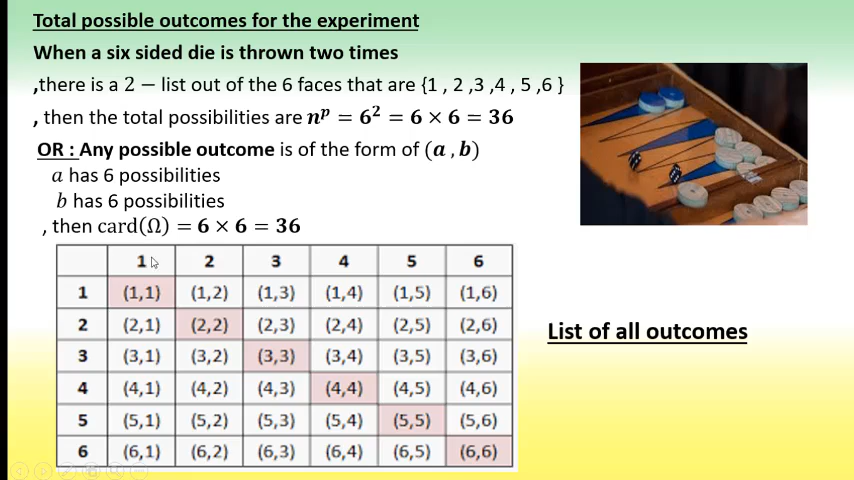 Total possible outcomes for the experiment
When a six sided die is thrown two times
,there is a 2 − list out of the 6 faces that are {1 , 2 ,3 ,4 , 5 ,6 }
, then the total possibilities are nᵖ = 6² = 6 × 6 = 36
OR : Any possible outcome is of the form of (a , b)
a has 6 possibilities
b has 6 possibilities
, then card(Ω) = 6 × 6 = 36
1 2 3 4 5 6
1 (1,1) (1,2) (1,3) (1,4) (1,5) (1,6)
2 (2,1) (2,2) (2,3) (2,4) (2,5) (2,6)
3 (3,1) (3,2) (3,3) (3,4) (3,5) (3,6)
4 (4,1) (4,2) (4,3) (4,4) (4,5) (4,6)
5 (5,1) (5,2) (5,3) (5,4) (5,5) (5,6)
6 (6,1) (6,2) (6,3) (6,4) (6,5) (6,6)
List of all outcomes